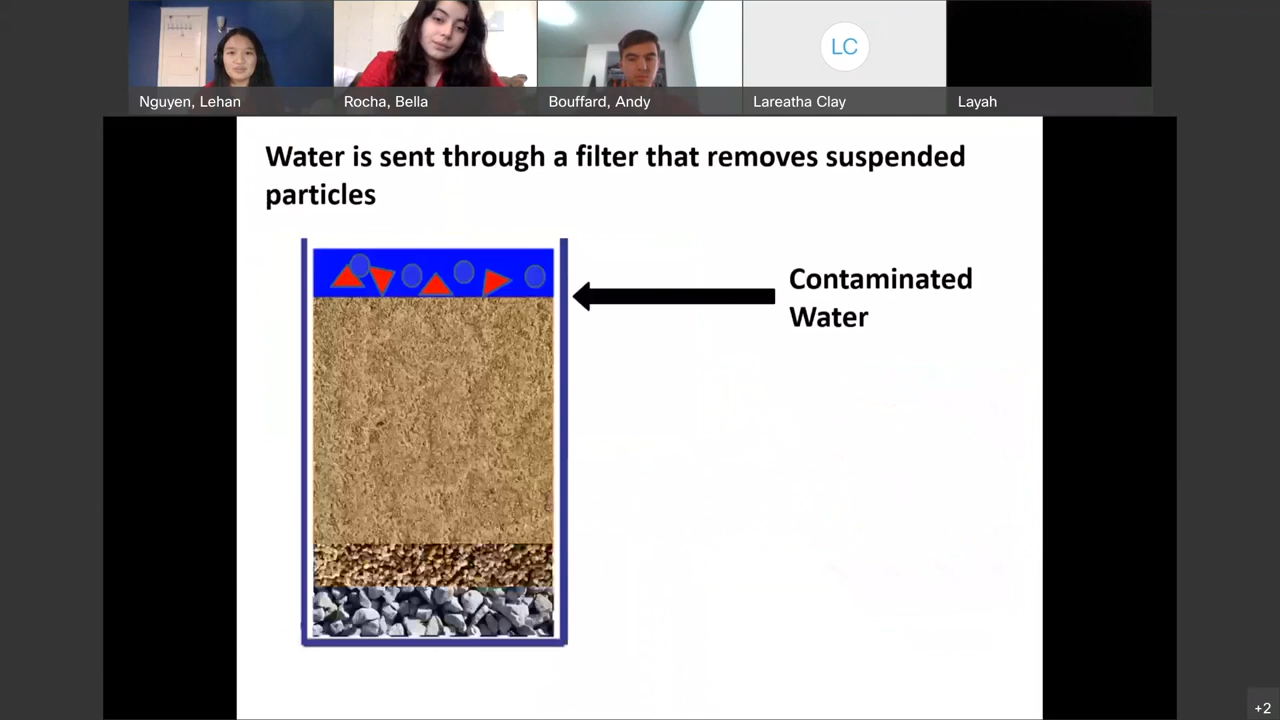 LC
Nguyen, Lehan
Rocha, Bella
Bouffard, Andy
Lareatha Clay
Layah
Water is sent through a filter that removes suspended
particles
Contaminated
Water
+2